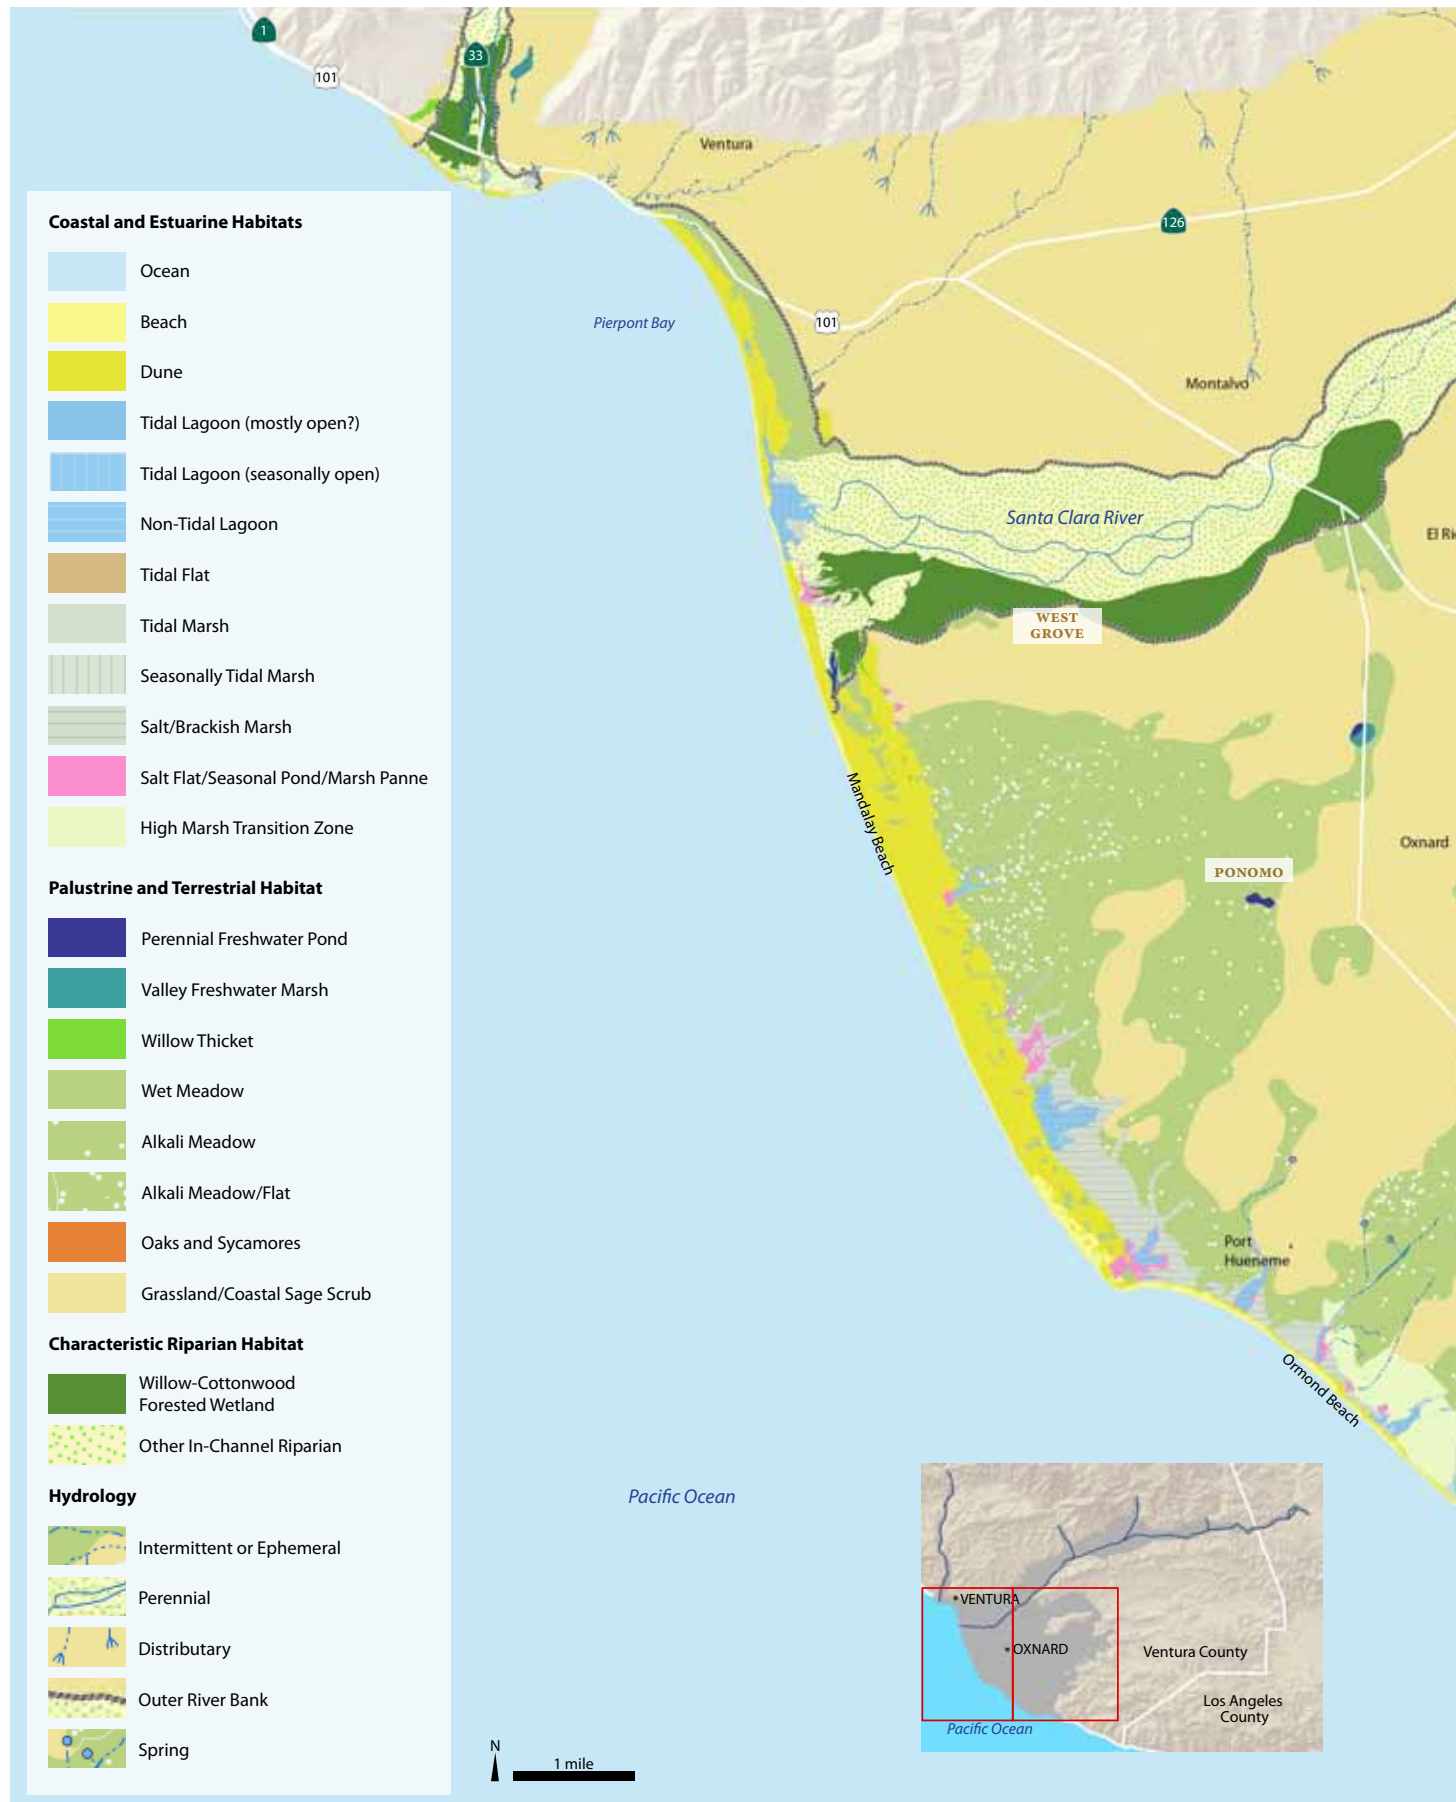 1
33
101
Ventura
126
Pierpont Bay
101
Montalvo
Santa Clara River
El Ri
WEST
GROVE
Mandalay Beach
Oxnard
PONOMO
Port
Hueneme
Ormond Beach
Pacific Ocean
Coastal and Estuarine Habitats
Ocean
Beach
Dune
Tidal Lagoon (mostly open?)
Tidal Lagoon (seasonally open)
Non-Tidal Lagoon
Tidal Flat
Tidal Marsh
Seasonally Tidal Marsh
Salt/Brackish Marsh
Salt Flat/Seasonal Pond/Marsh Panne
High Marsh Transition Zone
Palustrine and Terrestrial Habitat
Perennial Freshwater Pond
Valley Freshwater Marsh
Willow Thicket
Wet Meadow
Alkali Meadow
Alkali Meadow/Flat
Oaks and Sycamores
Grassland/Coastal Sage Scrub
Characteristic Riparian Habitat
Willow-Cottonwood
Forested Wetland
Other In-Channel Riparian
Hydrology
Intermittent or Ephemeral
Perennial
Distributary
Outer River Bank
Spring
N
1 mile
VENTURA
OXNARD
Ventura County
Los Angeles
County
Pacific Ocean